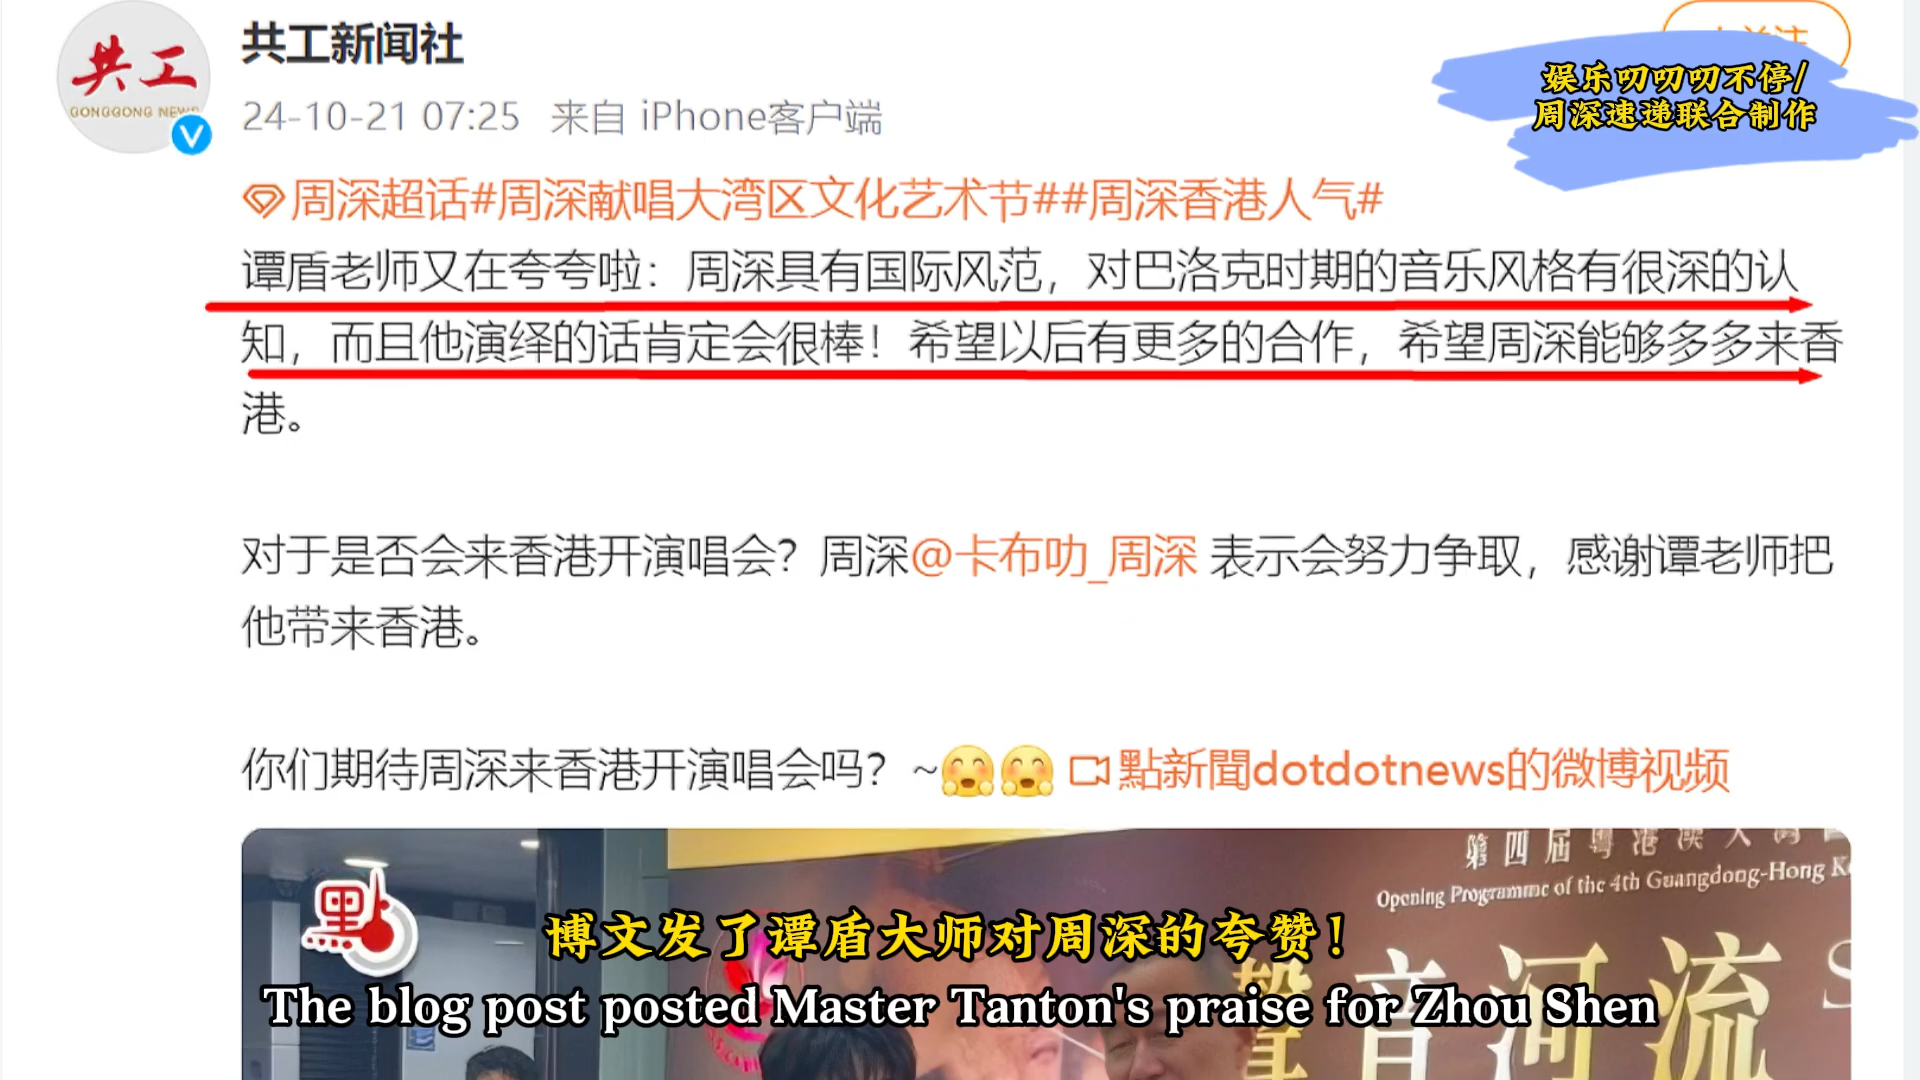 共工
GONGGONG NEWS
共工新闻社
24-10-21 07:25 来自 iPhone客户端
娱乐叨叨叨不停/
周深速递联合制作
周深超话#周深献唱大湾区文化艺术节##周深香港人气#
谭盾老师又在夸夸啦：周深具有国际风范，对巴洛克时期的音乐风格有很深的认
知，而且他演绎的话肯定会很棒！希望以后有更多的合作，希望周深能够多多来香
港。
对于是否会来香港开演唱会？周深@卡布叻_周深 表示会努力争取，感谢谭老师把
他带来香港。
你们期待周深来香港开演唱会吗？~ 點新聞dotdotnews的微博视频
點
第四届粤港澳大湾
Opening Programme of the 4th Guangdong-Hong K
聲音河流
博文发了谭盾大师对周深的夸赞！
The blog post posted Master Tanton's praise for Zhou Shen